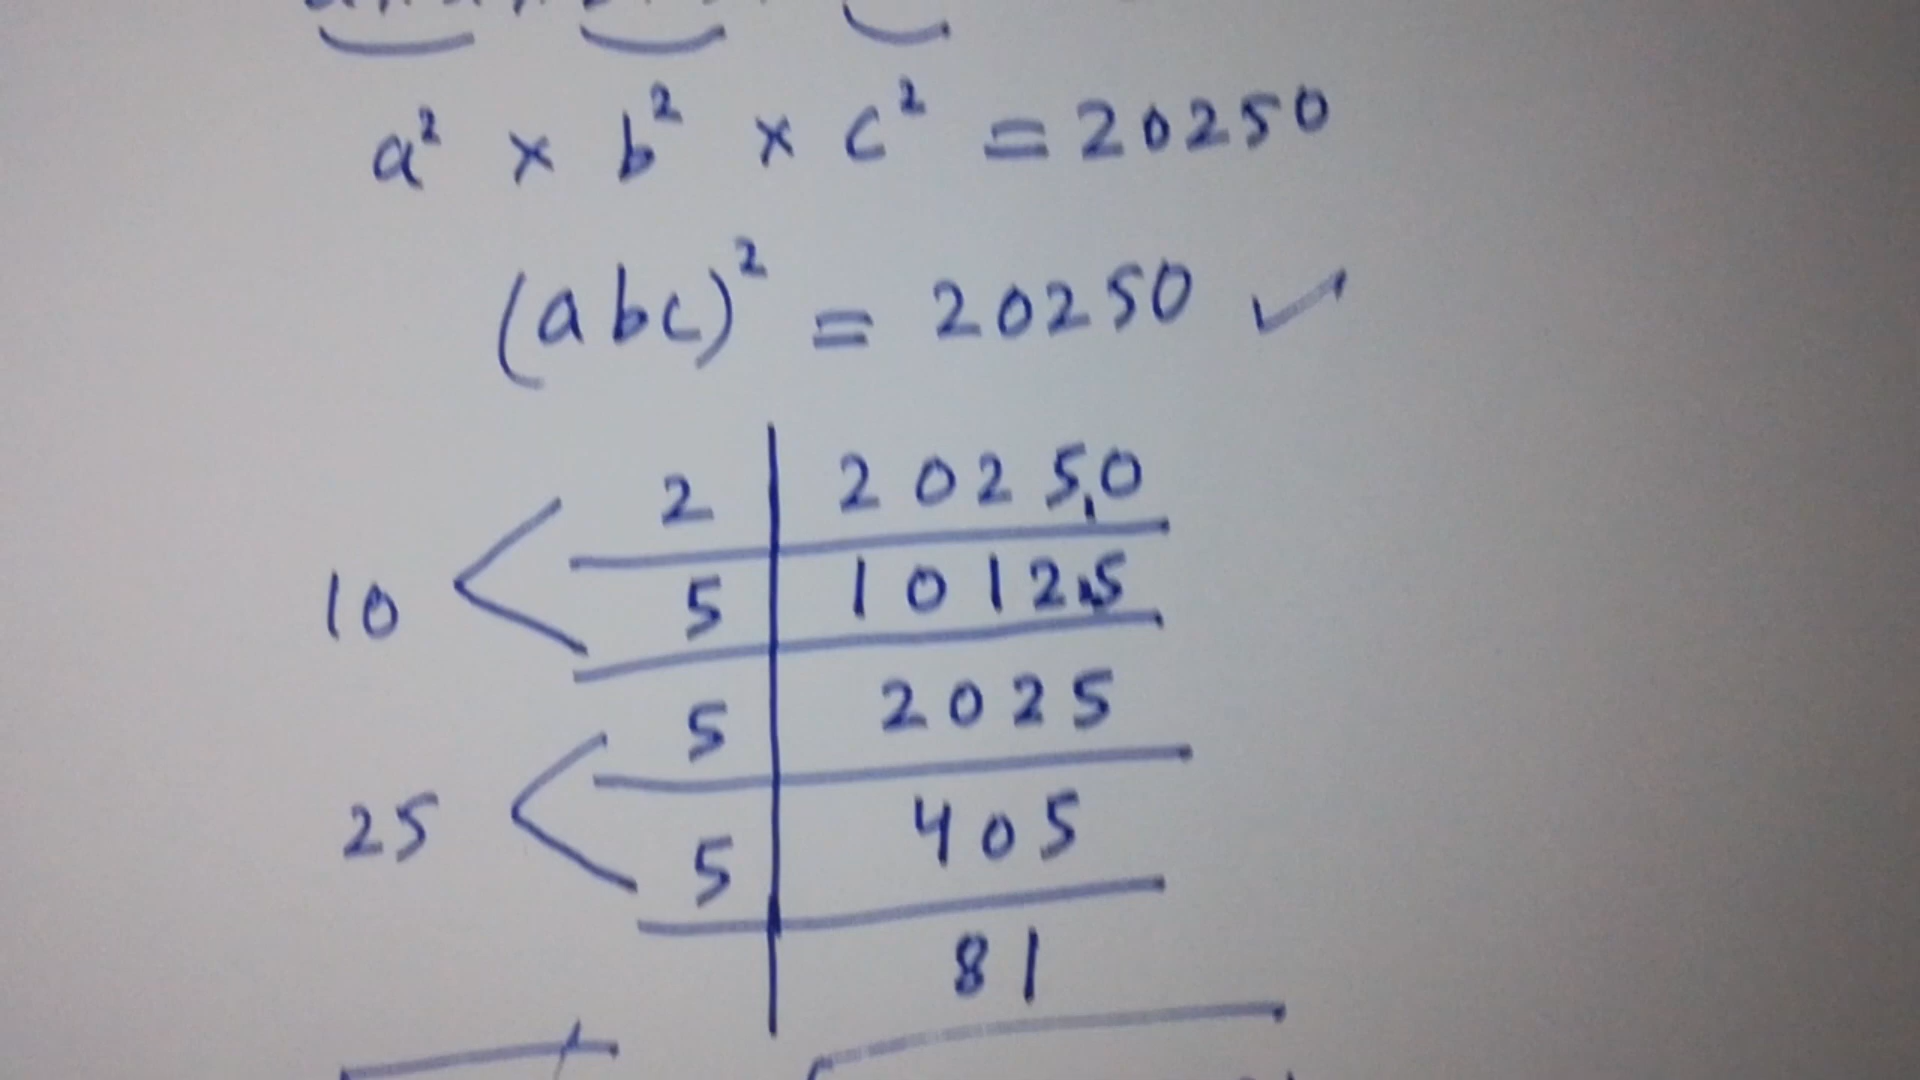 a² × b² × c² = 20250
(abc)² = 20250 ✓
2 | 20250
10 < 5 | 10125
5 | 2025
25 < 5 | 405
81